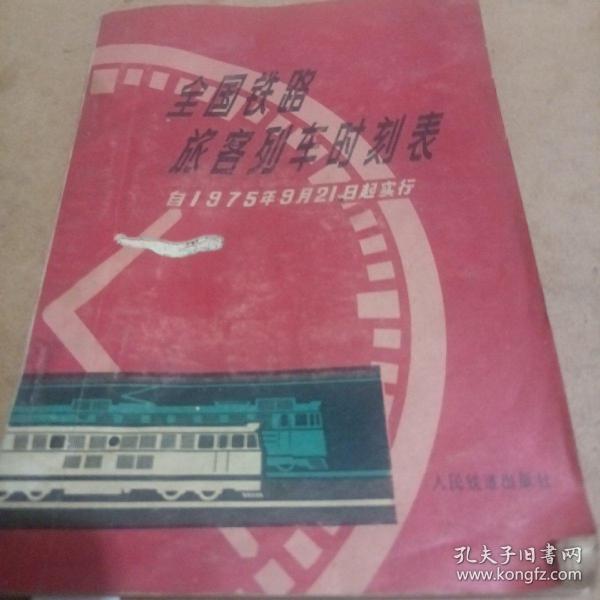 全国铁路
旅客列车时刻表
自1975年9月21日起实行
人民铁道出版社
孔夫子旧书网
www.kongfz.com